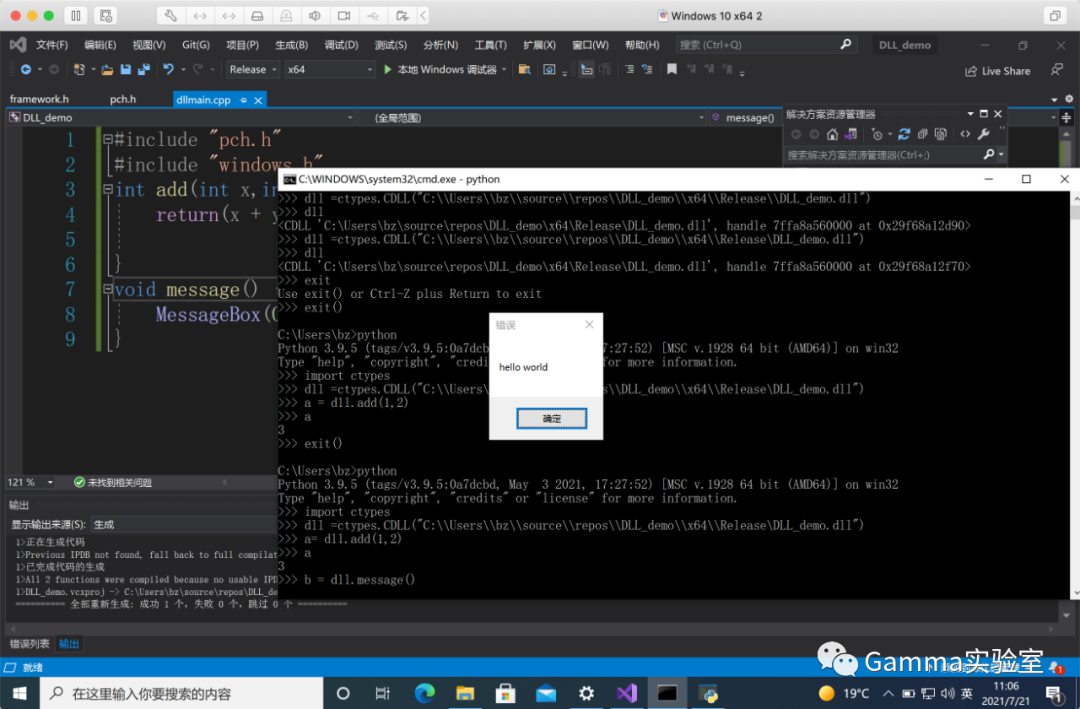 Windows 10 x64 2
文件(F) 编辑(E) 视图(V) Git(G) 项目(P) 生成(B) 调试(D) 测试(S) 分析(N) 工具(T) 扩展(X) 窗口(W) 帮助(H) 搜索 (Ctrl+Q) DLL_demo
Release x64 本地 Windows 调试器 Live Share
framework.h pch.h dllmain.cpp
DLL_demo (全局范围) message()
解决方案资源管理器
搜索解决方案资源管理器(Ctrl+;)
1 #include "pch.h"
2 #include "windows.h"
3 int add(int x,in
4 return(x + y
5
6 }
7 void message()
8 MessageBox(
9 }
121 % 未找到相关问题
输出
显示输出来源(S): 生成
1>正在生成代码
1>Previous IPDB not found, fall back to full compilat
1>已完成代码的生成
1>All 2 functions were compiled because no usable IPD
1>DLL_demo.vcxproj -> C:\Users\bz\source\repos\DLL_de
========== 全部重新生成: 成功 1 个，失败 0 个，跳过 0 个 ==========
错误列表 输出
就绪
C:\WINDOWS\system32\cmd.exe - python
>>> dll =ctypes.CDLL("C:\\Users\\bz\\source\\repos\\DLL_demo\\x64\\Release\\DLL_demo.dll")
>>> dll
<CDLL 'C:\Users\bz\source\repos\DLL_demo\x64\Release\DLL_demo.dll', handle 7ffa8a560000 at 0x29f68a12d90>
>>> dll =ctypes.CDLL("C:\\Users\\bz\\source\\repos\\DLL_demo\\x64\\Release\\DLL_demo.dll")
>>> dll
<CDLL 'C:\Users\bz\source\repos\DLL_demo\x64\Release\DLL_demo.dll', handle 7ffa8a560000 at 0x29f68a12f70>
>>> exit
Use exit() or Ctrl-Z plus Return to exit
>>> exit()
C:\Users\bz>python
Python 3.9.5 (tags/v3.9.5:0a7dcb 7:27:52) [MSC v.1928 64 bit (AMD64)] on win32
Type "help", "copyright", "credi for more information.
>>> import ctypes
>>> dll =ctypes.CDLL("C:\\Users\ s\\DLL_demo\\x64\\Release\\DLL_demo.dll")
>>> a = dll.add(1,2)
>>> a
3
>>> exit()
C:\Users\bz>python
Python 3.9.5 (tags/v3.9.5:0a7dcbd, May 3 2021, 17:27:52) [MSC v.1928 64 bit (AMD64)] on win32
Type "help", "copyright", "credits" or "license" for more information.
>>> import ctypes
>>> dll =ctypes.CDLL("C:\\Users\\bz\\source\\repos\\DLL_demo\\x64\\Release\\DLL_demo.dll")
>>> a= dll.add(1,2)
>>> a
3
>>> b = dll.message()
错误
hello world
确定
Gamma实验室
在这里输入你要搜索的内容
19°C 英 11:06
2021/7/21